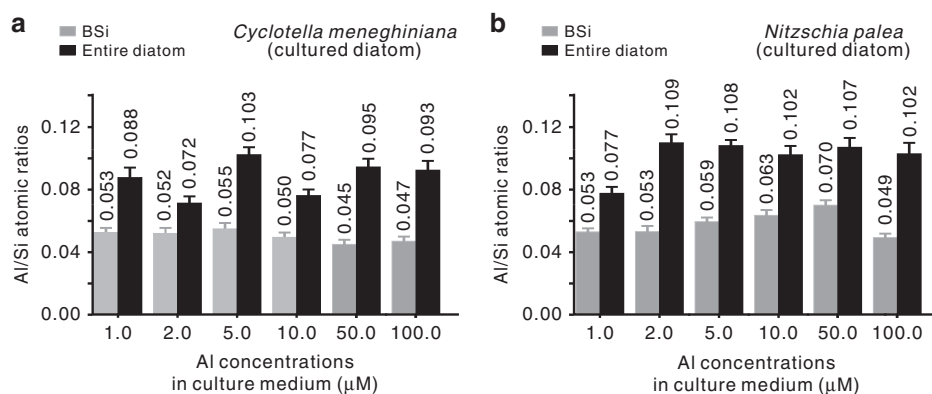 a
BSi
Entire diatom
Cyclotella meneghiniana
(cultured diatom)
Al/Si atomic ratios
0.12
0.08
0.04
0.00
0.053
0.088
0.052
0.072
0.055
0.103
0.050
0.077
0.045
0.095
0.047
0.093
1.0 2.0 5.0 10.0 50.0 100.0
Al concentrations
in culture medium (μM)
b
BSi
Entire diatom
Nitzschia palea
(cultured diatom)
Al/Si atomic ratios
0.12
0.08
0.04
0.00
0.053
0.077
0.053
0.109
0.059
0.108
0.063
0.102
0.070
0.107
0.049
0.102
1.0 2.0 5.0 10.0 50.0 100.0
Al concentrations
in culture medium (μM)